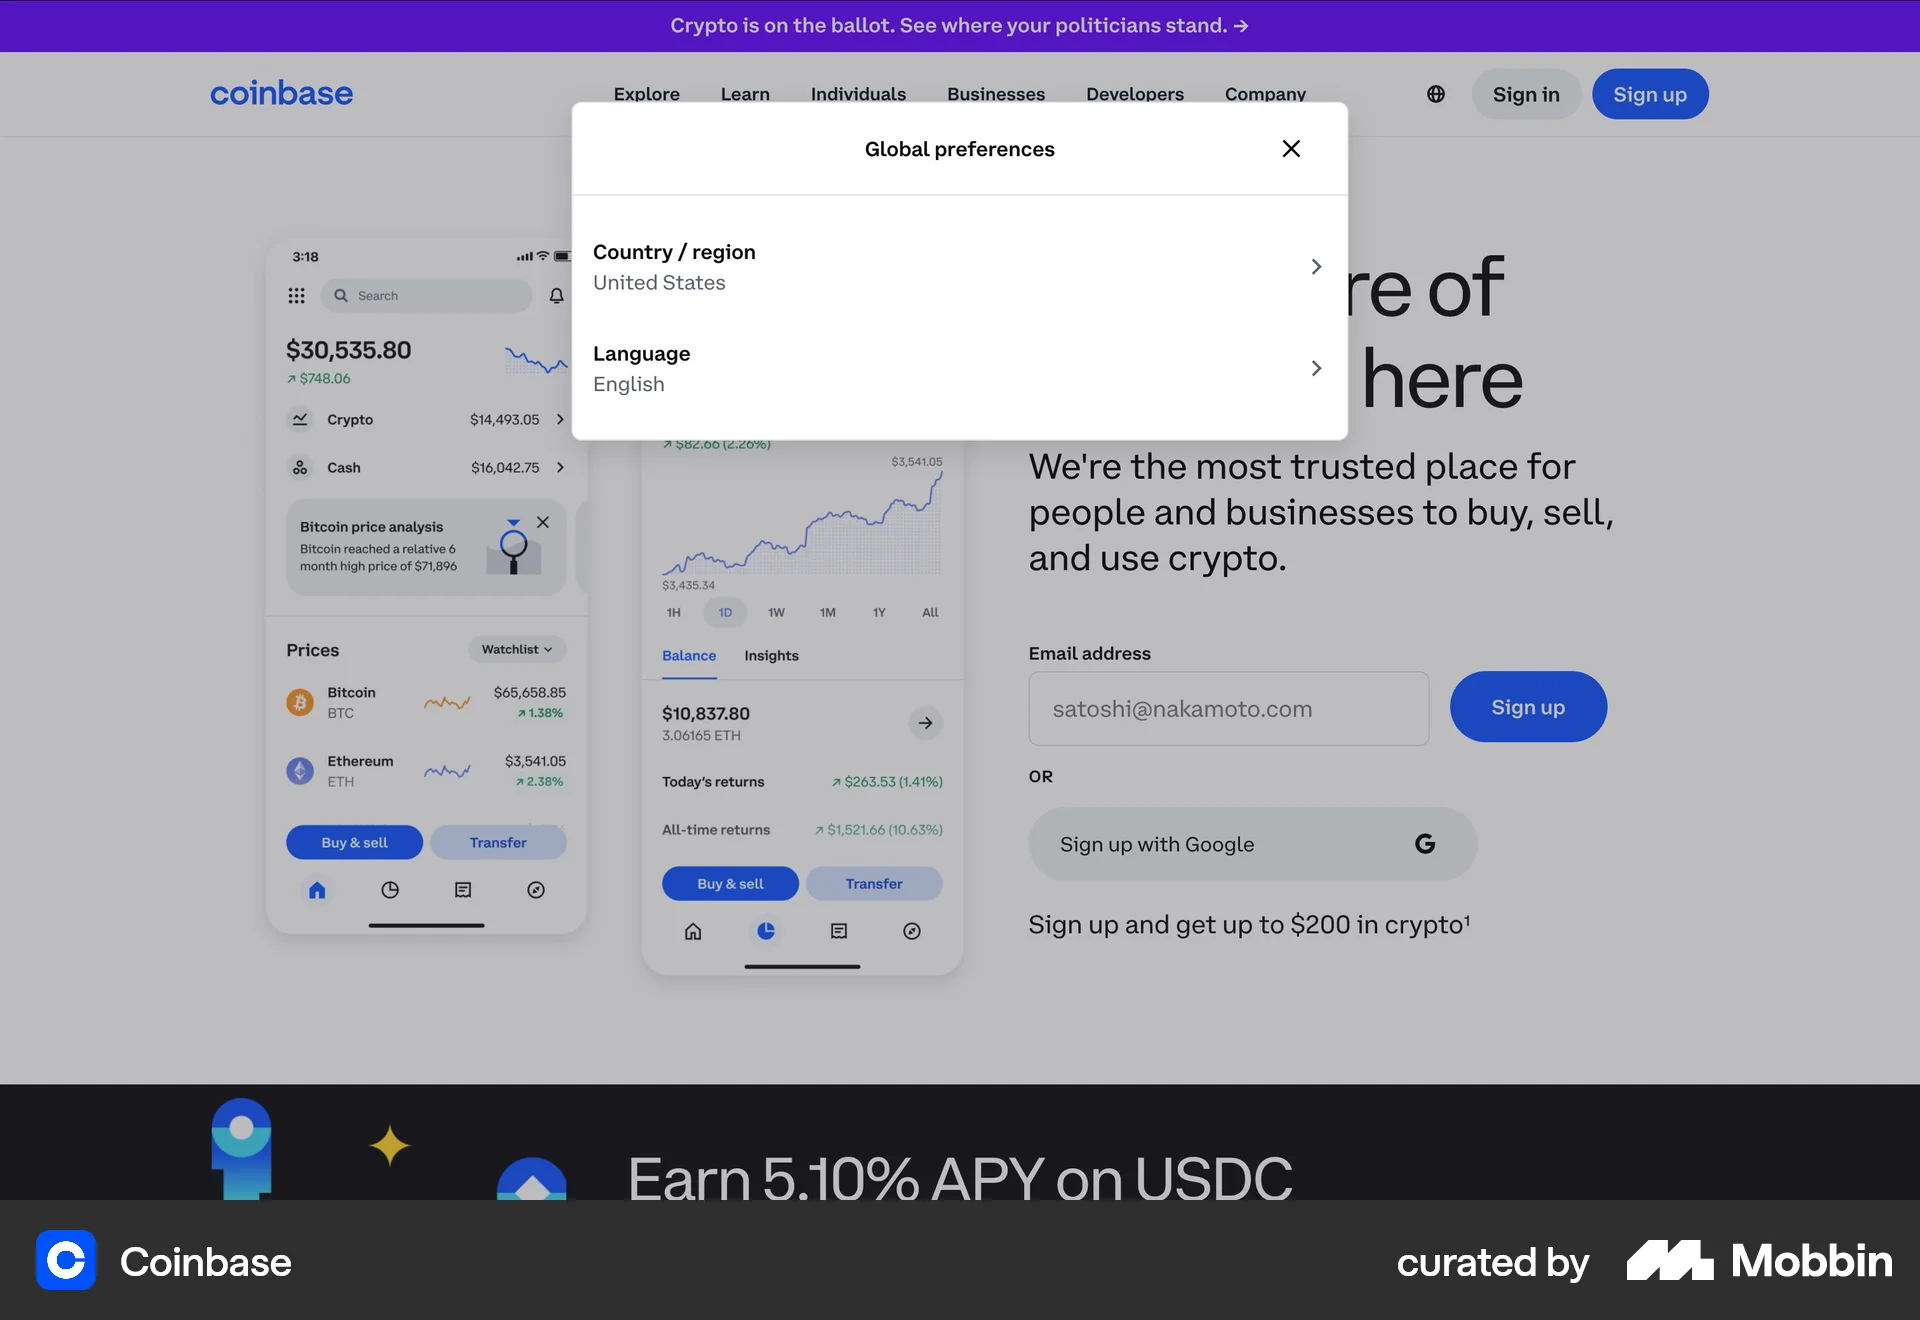 Crypto is on the ballot. See where your politicians stand. →
coinbase
Explore
Learn
Individuals
Businesses
Developers
Company
Sign in
Sign up
Global preferences
Country / region
United States
Language
English
3:18
Search
$30,535.80
↗ $748.06
Crypto
$14,493.05
Cash
$16,042.75
Bitcoin price analysis
Bitcoin reached a relative 6
month high price of $71,896
Prices
Watchlist
Bitcoin
$65,658.85
BTC
↗ 1.38%
Ethereum
$3,541.05
ETH
↗ 2.38%
Buy & sell
Transfer
↗ $82.66 (2.26%)
$3,541.05
$3,435.34
1H
1D
1W
1M
1Y
All
Balance
Insights
$10,837.80
3.06165 ETH
Today's returns
↗ $263.53 (1.41%)
All-time returns
↗ $1,521.66 (10.63%)
Buy & sell
Transfer
re of
here
We're the most trusted place for
people and businesses to buy, sell,
and use crypto.
Email address
satoshi@nakamoto.com
Sign up
OR
Sign up with Google
G
Sign up and get up to $200 in crypto¹
Earn 5.10% APY on USDC
Coinbase
curated by
Mobbin